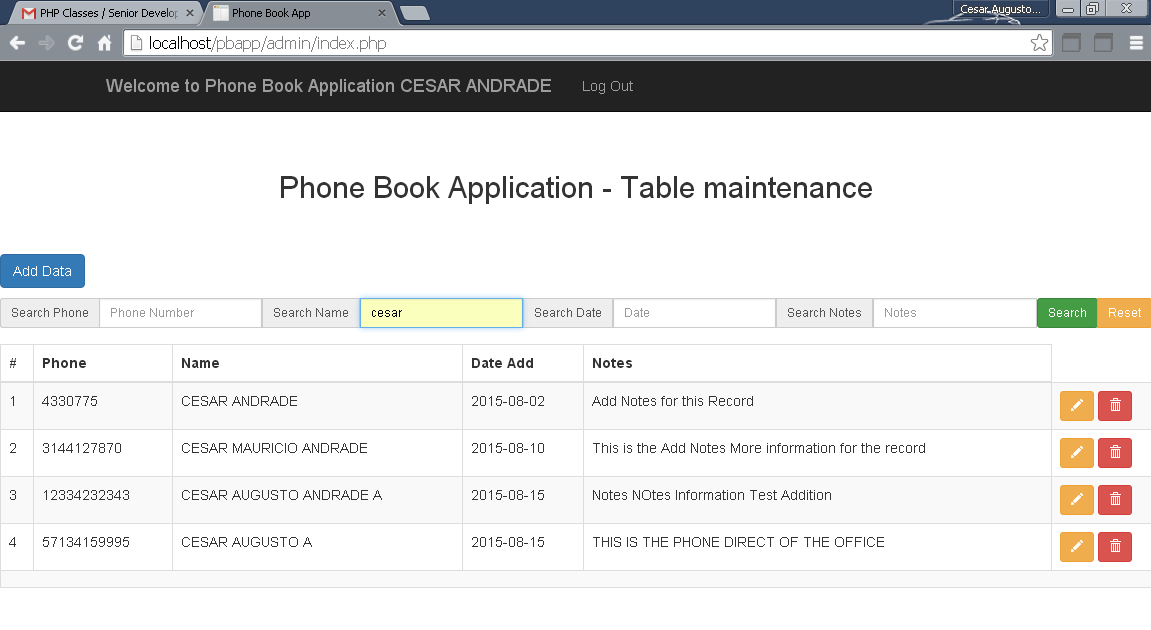 PHP Classes / Senior Develop
Phone Book App
Cesar Augusto...
localhost/pbapp/admin/index.php
Welcome to Phone Book Application CESAR ANDRADE Log Out
Phone Book Application - Table maintenance
Add Data
Search Phone Phone Number Search Name cesar Search Date Date Search Notes Notes Search Reset
# Phone Name Date Add Notes
1 4330775 CESAR ANDRADE 2015-08-02 Add Notes for this Record
2 3144127870 CESAR MAURICIO ANDRADE 2015-08-10 This is the Add Notes More information for the record
3 12334232343 CESAR AUGUSTO ANDRADE A 2015-08-15 Notes NOtes Information Test Addition
4 57134159995 CESAR AUGUSTO A 2015-08-15 THIS IS THE PHONE DIRECT OF THE OFFICE